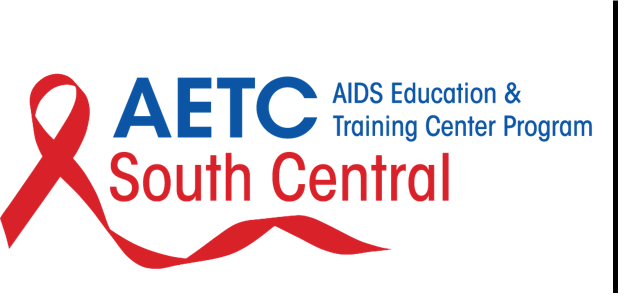 AETC AIDS Education &
Training Center Program
South Central